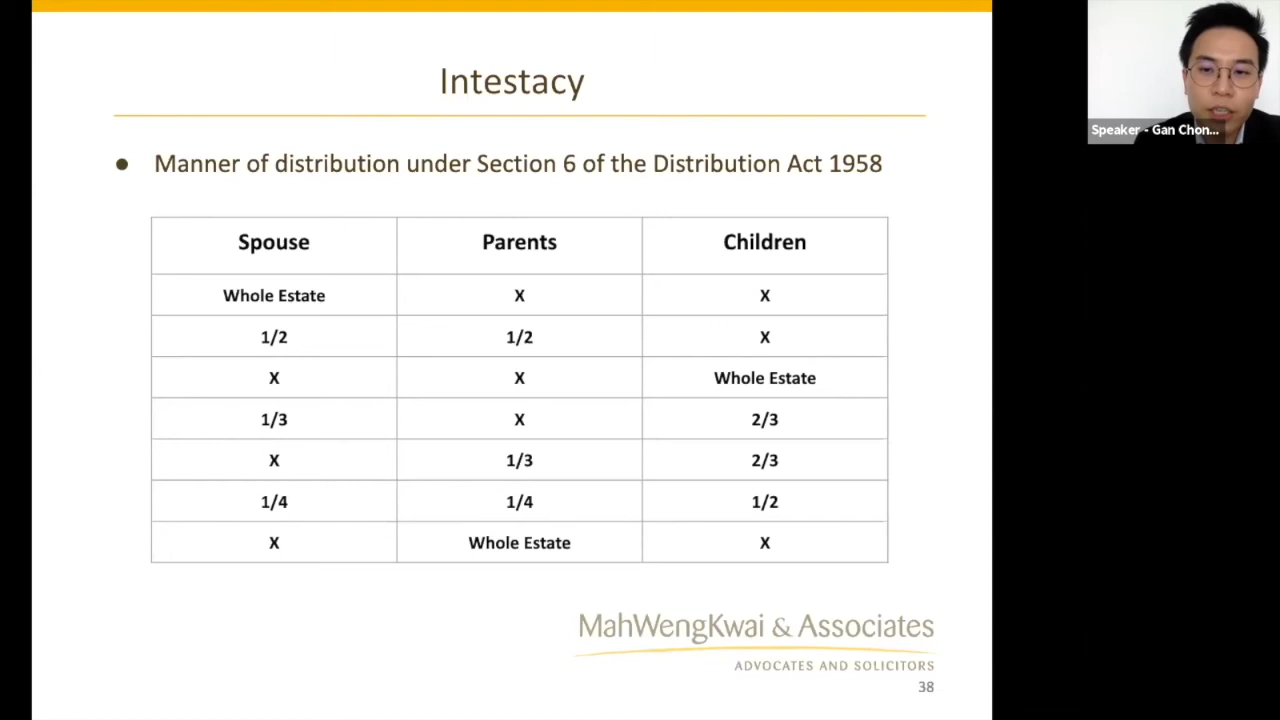 Intestacy
● Manner of distribution under Section 6 of the Distribution Act 1958
Spouse Parents Children
Whole Estate X X
1/2 1/2 X
X X Whole Estate
1/3 X 2/3
X 1/3 2/3
1/4 1/4 1/2
X Whole Estate X
MahWengKwai & Associates
ADVOCATES AND SOLICITORS
38
Speaker - Gan Chon...